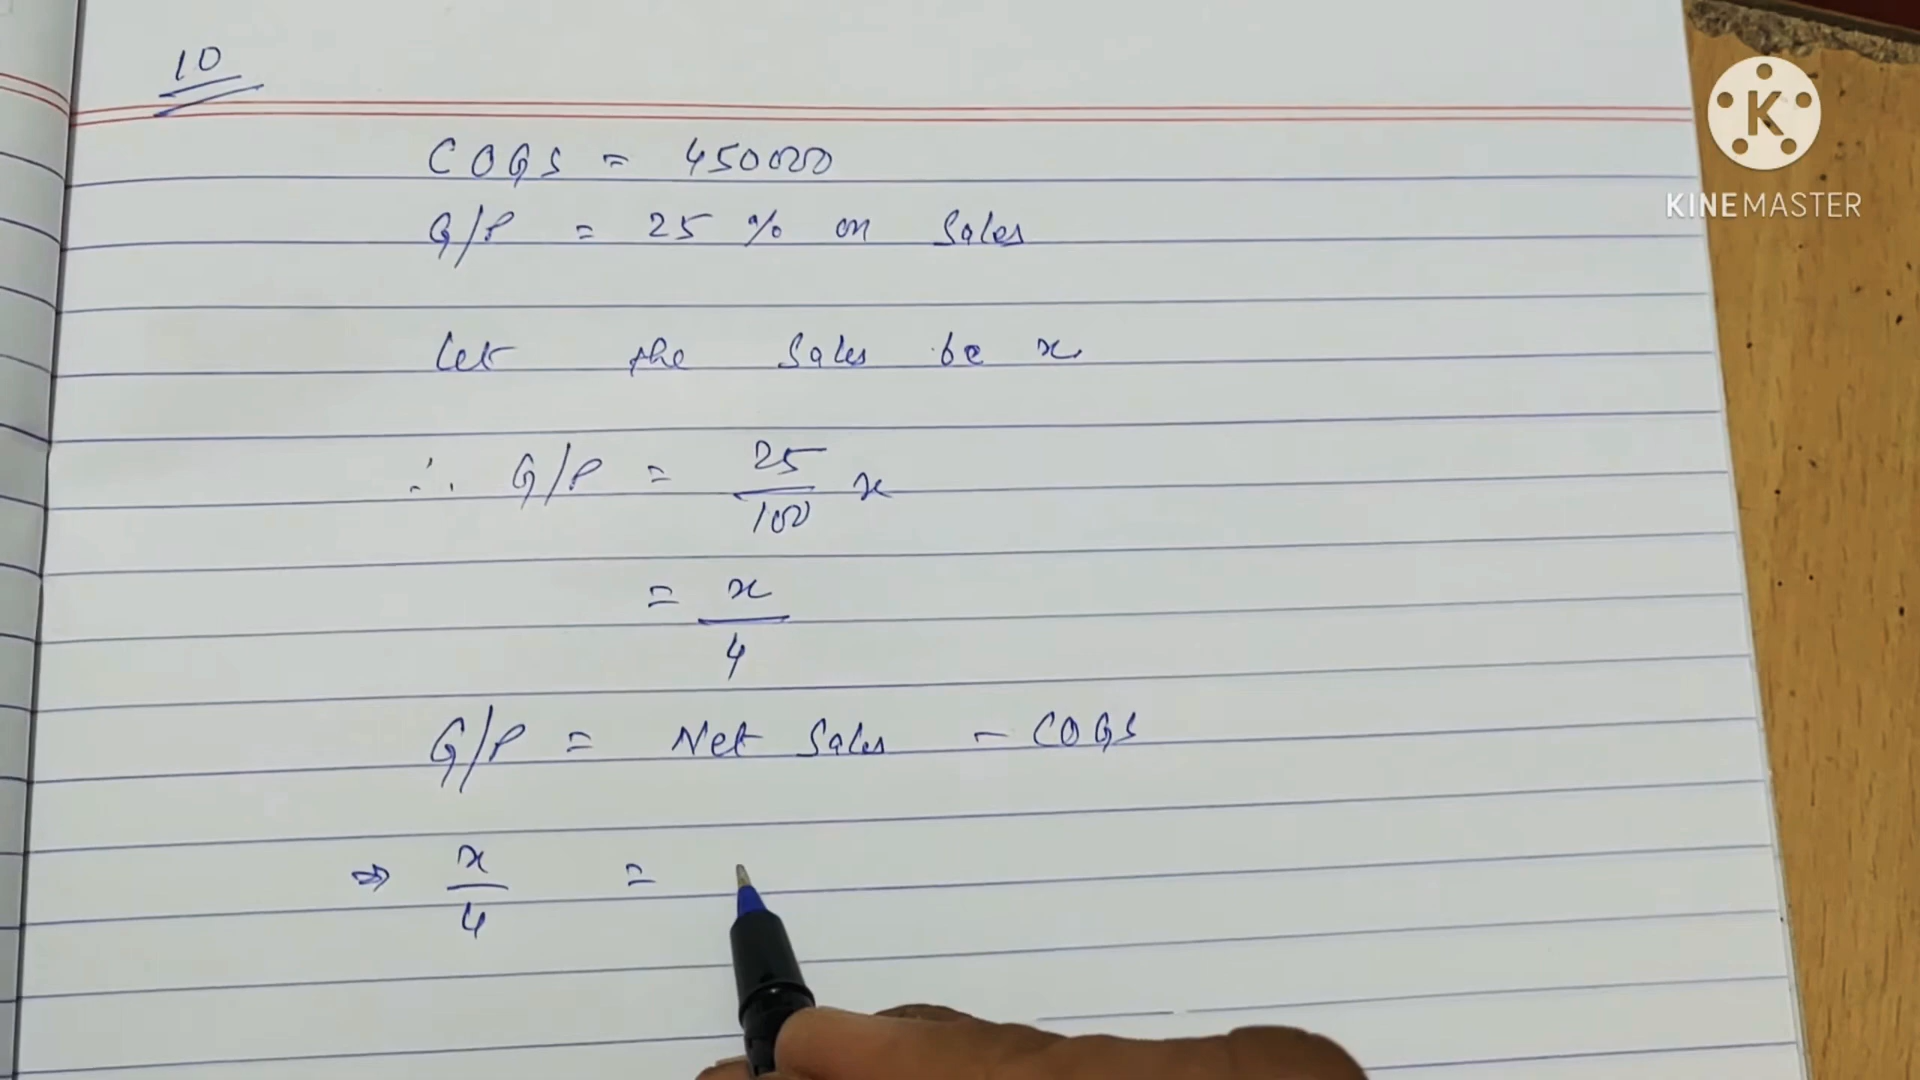 10
COGS = 450000
G/P = 25 % on Sales
Let the Sales be x
∴ G/P = 25/100 x
= x/4
G/P = Net Sales - COGS
⇒ x/4 =
K
KINEMASTER